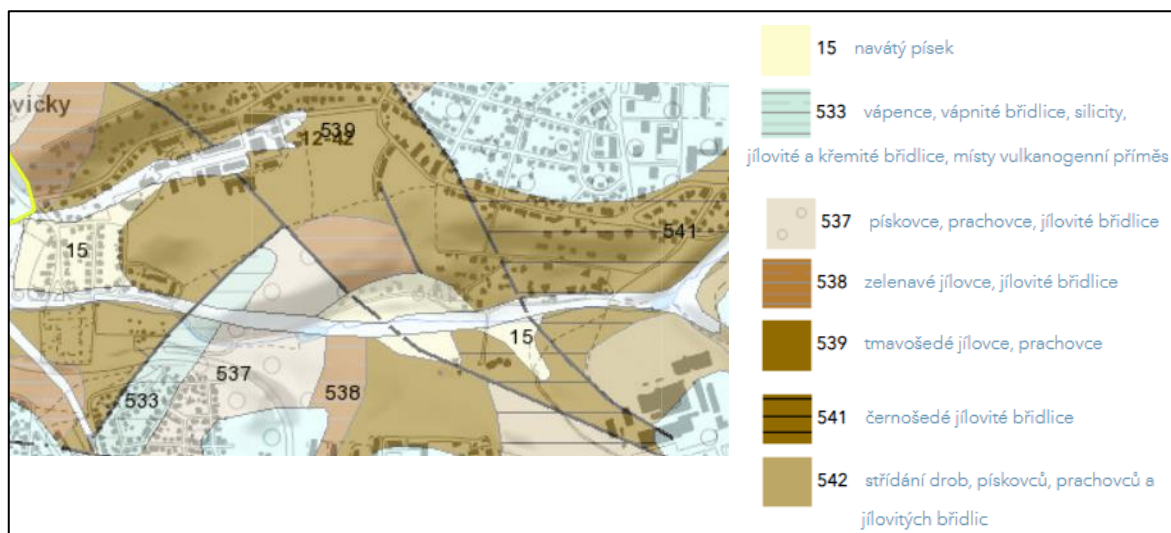 ovičky
539
12-42
15
541
15
537
533
538
15 navátý písek
533 vápence, vápnité břidlice, silicity,
jílovité a křemité břidlice, místy vulkanogenní příměs
537 pískovce, prachovce, jílovité břidlice
538 zelenavé jílovce, jílovité břidlice
539 tmavošedé jílovce, prachovce
541 černošedé jílovité břidlice
542 střídání drob, pískovců, prachovců a
jílovitých břidlic